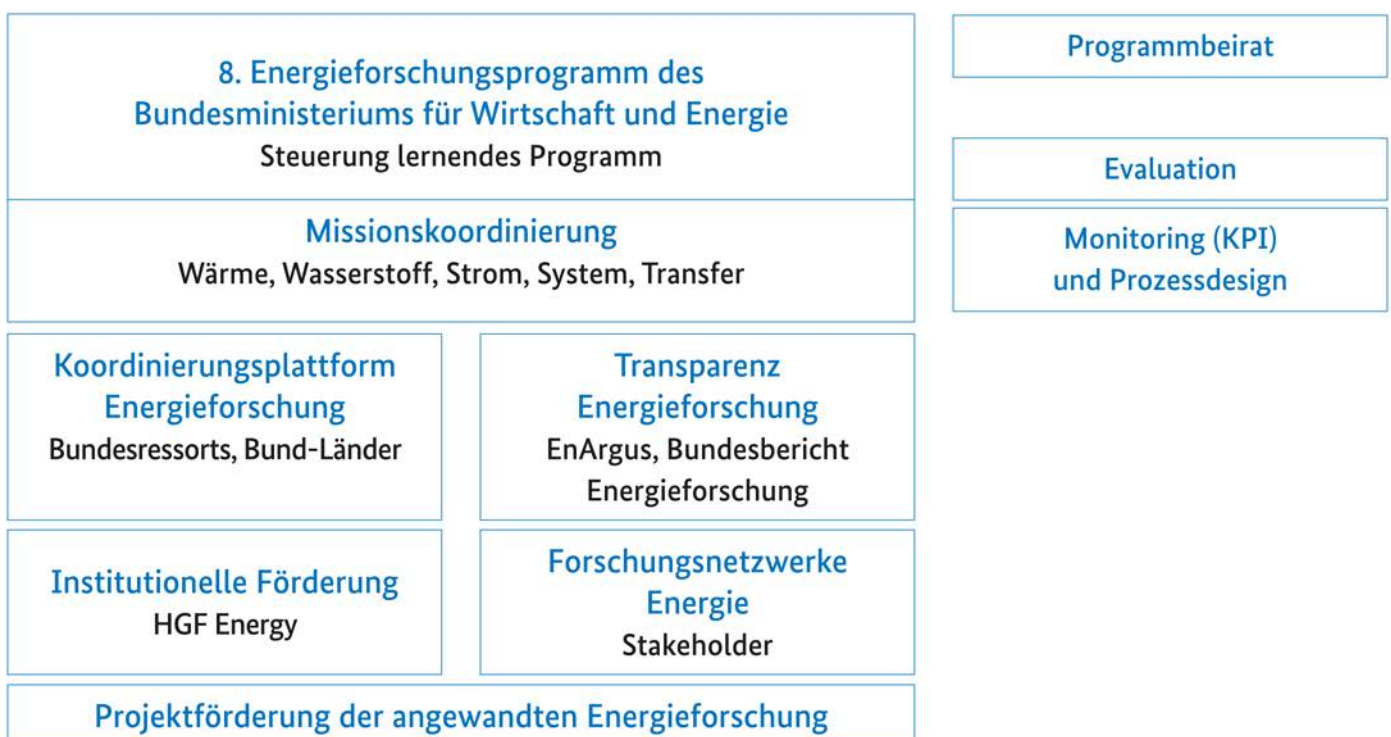 8. Energieforschungsprogramm des
Bundesministeriums für Wirtschaft und Energie
Steuerung lernendes Programm
Missionskoordinierung
Wärme, Wasserstoff, Strom, System, Transfer
Koordinierungsplattform
Energieforschung
Bundesressorts, Bund-Länder
Transparenz
Energieforschung
EnArgus, Bundesbericht
Energieforschung
Institutionelle Förderung
HGF Energy
Forschungsnetzwerke
Energie
Stakeholder
Projektförderung der angewandten Energieforschung
Programmbeirat
Evaluation
Monitoring (KPI)
und Prozessdesign